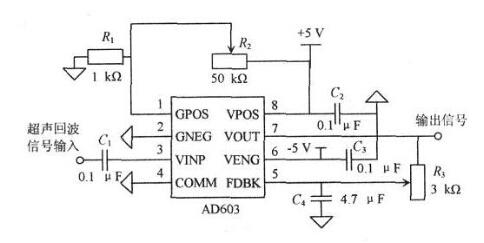 R₁
1 kΩ
R₂
50 kΩ
+5 V
1
GPOS
VPOS
8
C₂
0.1 μF
2
GNEG
VOUT
7
输出信号
超声回波
信号输入
C₁
0.1 μF
3
VINP
VENG
6
-5 V
C₃
0.1 μF
4
COMM
FDBK
5
R₃
3 kΩ
C₄
4.7 μF
AD603